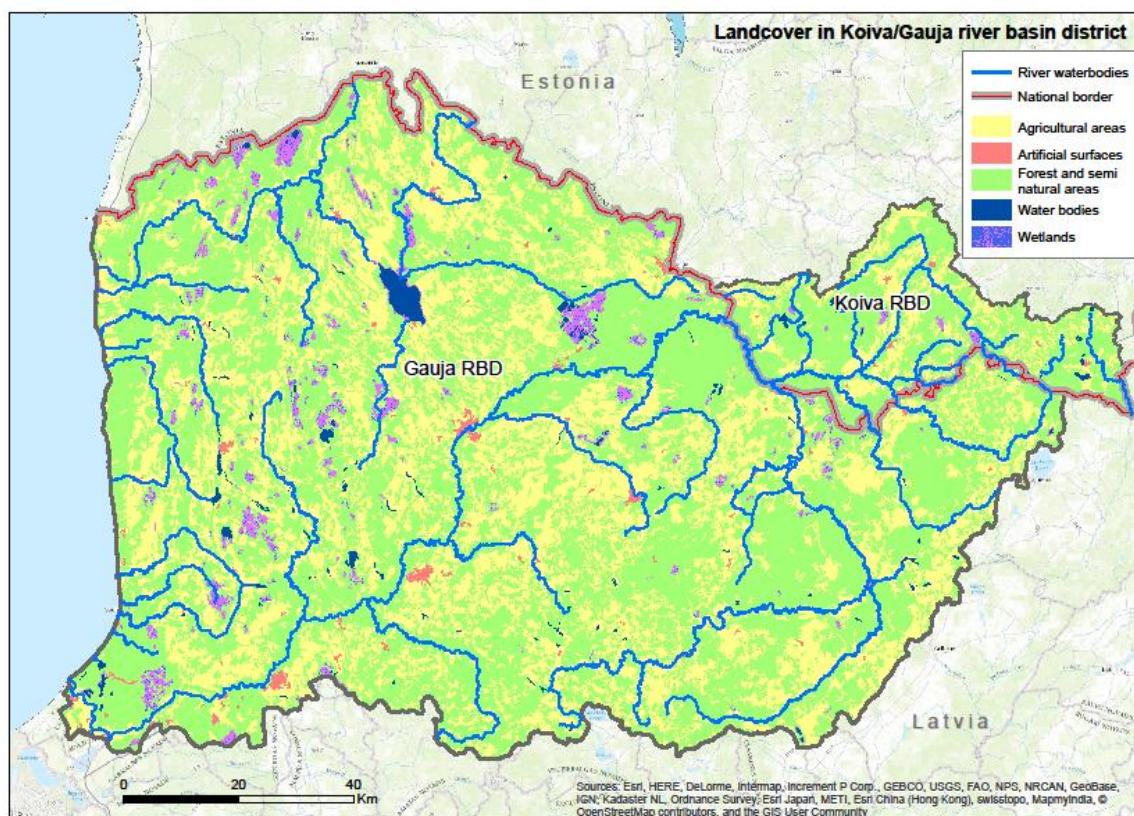 Landcover in Koiva/Gauja river basin district
River waterbodies
National border
Agricultural areas
Artificial surfaces
Forest and semi
natural areas
Water bodies
Wetlands
Estonia
Koiva RBD
Gauja RBD
Latvia
0
20
40
Km
Sources: Esri, HERE, DeLorme, Intermap, Increment P Corp., GEBCO, USGS, FAO, NPS, NRCAN, GeoBase,
IGN, Kadaster NL, Ordnance Survey, Esri Japan, METI, Esri China (Hong Kong), swisstopo, MapmyIndia, ©
OpenStreetMap contributors, and the GIS User Community